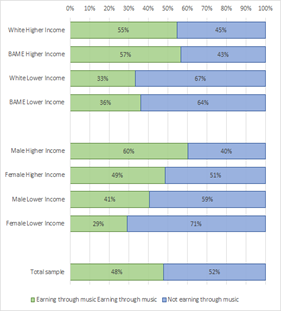 0% 10% 20% 30% 40% 50% 60% 70% 80% 90% 100%
White Higher Income 55% 45%
BAME Higher Income 57% 43%
White Lower Income 33% 67%
BAME Lower Income 36% 64%
Male Higher Income 60% 40%
Female Higher Income 49% 51%
Male Lower Income 41% 59%
Female Lower Income 29% 71%
Total sample 48% 52%
Earning through music Earning through music Not earning through music